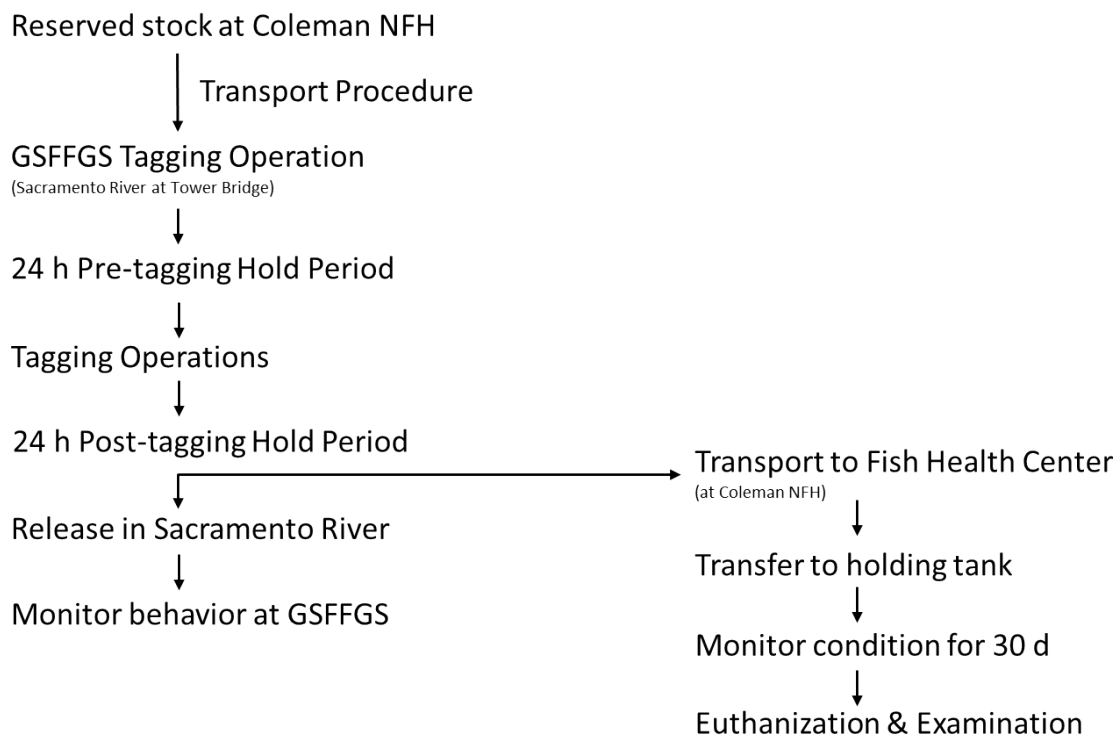 Reserved stock at Coleman NFH
Transport Procedure
GSFFGS Tagging Operation
(Sacramento River at Tower Bridge)
24 h Pre-tagging Hold Period
Tagging Operations
24 h Post-tagging Hold Period
Release in Sacramento River
Monitor behavior at GSFFGS
Transport to Fish Health Center
(at Coleman NFH)
Transfer to holding tank
Monitor condition for 30 d
Euthanization & Examination